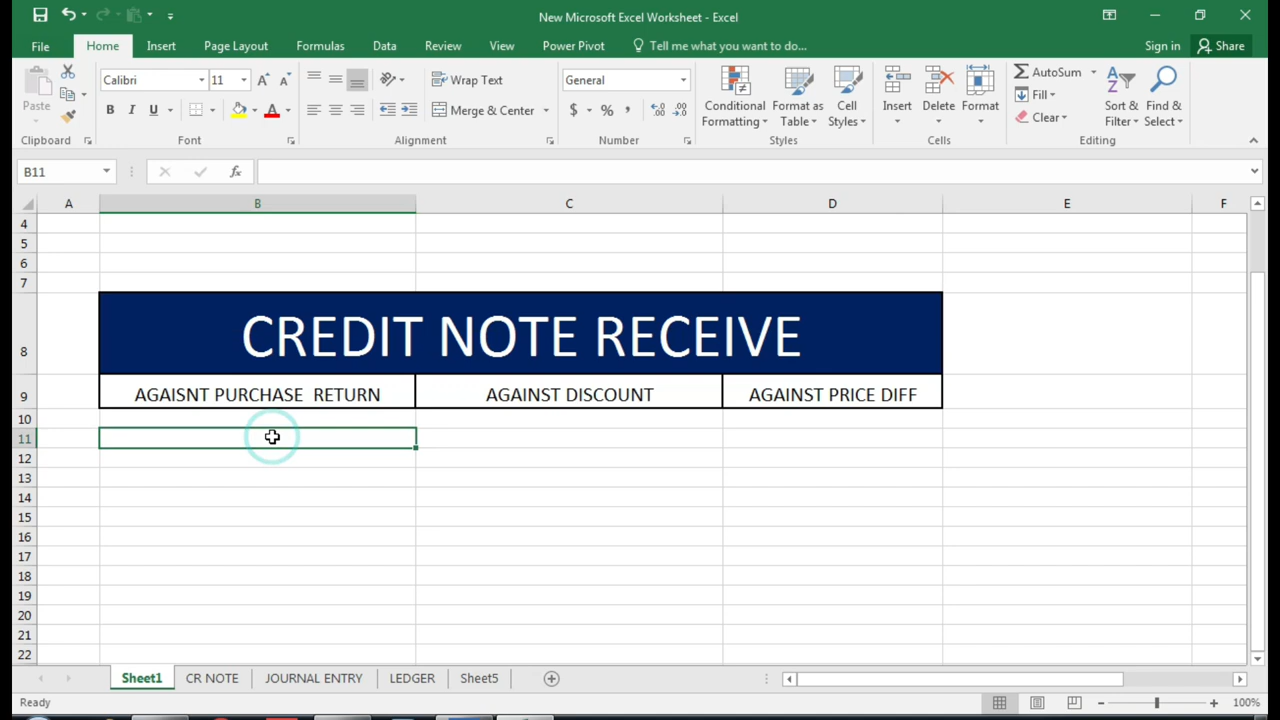 New Microsoft Excel Worksheet - Excel
File Home Insert Page Layout Formulas Data Review View Power Pivot Tell me what you want to do... Sign in Share
Paste Calibri 11 Wrap Text General Conditional Formatting Format as Table Cell Styles Insert Delete Format AutoSum Sort & Filter Find & Select
B I U Merge & Center $ % , Fill
Clear
Clipboard Font Alignment Number Styles Cells Editing
B11 fx
A B C D E F
4
5
6
7
8 CREDIT NOTE RECEIVE
9 AGAISNT PURCHASE  RETURN AGAINST DISCOUNT AGAINST PRICE DIFF
10
11
12
13
14
15
16
17
18
19
20
21
22
Sheet1 CR NOTE JOURNAL ENTRY LEDGER Sheet5
Ready 100%